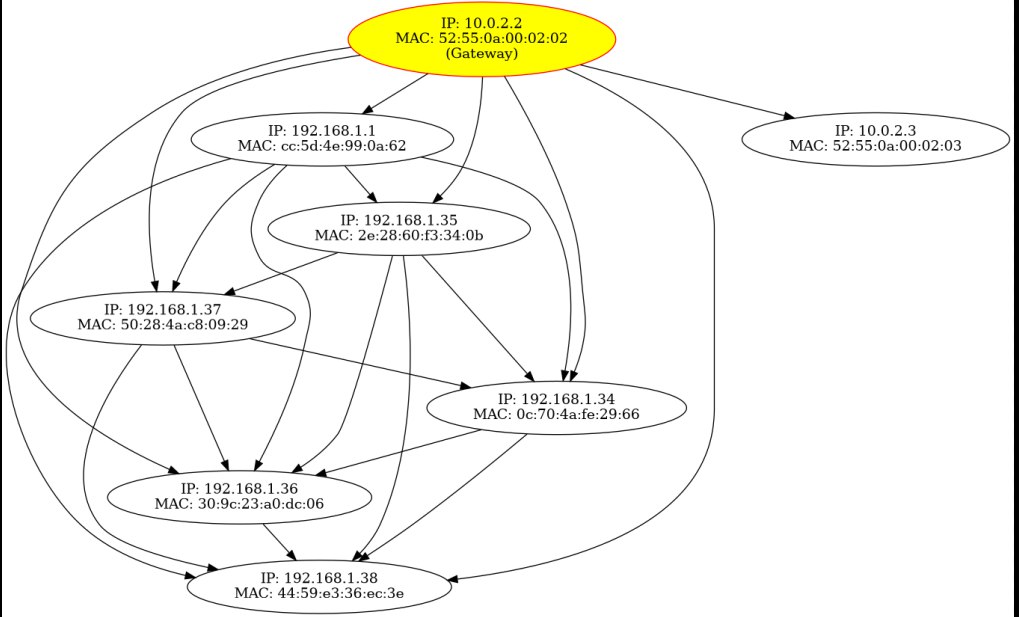 IP: 10.0.2.2
MAC: 52:55:0a:00:02:02
(Gateway)
IP: 192.168.1.1
MAC: cc:5d:4e:99:0a:62
IP: 10.0.2.3
MAC: 52:55:0a:00:02:03
IP: 192.168.1.35
MAC: 2e:28:60:f3:34:0b
IP: 192.168.1.37
MAC: 50:28:4a:c8:09:29
IP: 192.168.1.34
MAC: 0c:70:4a:fe:29:66
IP: 192.168.1.36
MAC: 30:9c:23:a0:dc:06
IP: 192.168.1.38
MAC: 44:59:e3:36:ec:3e